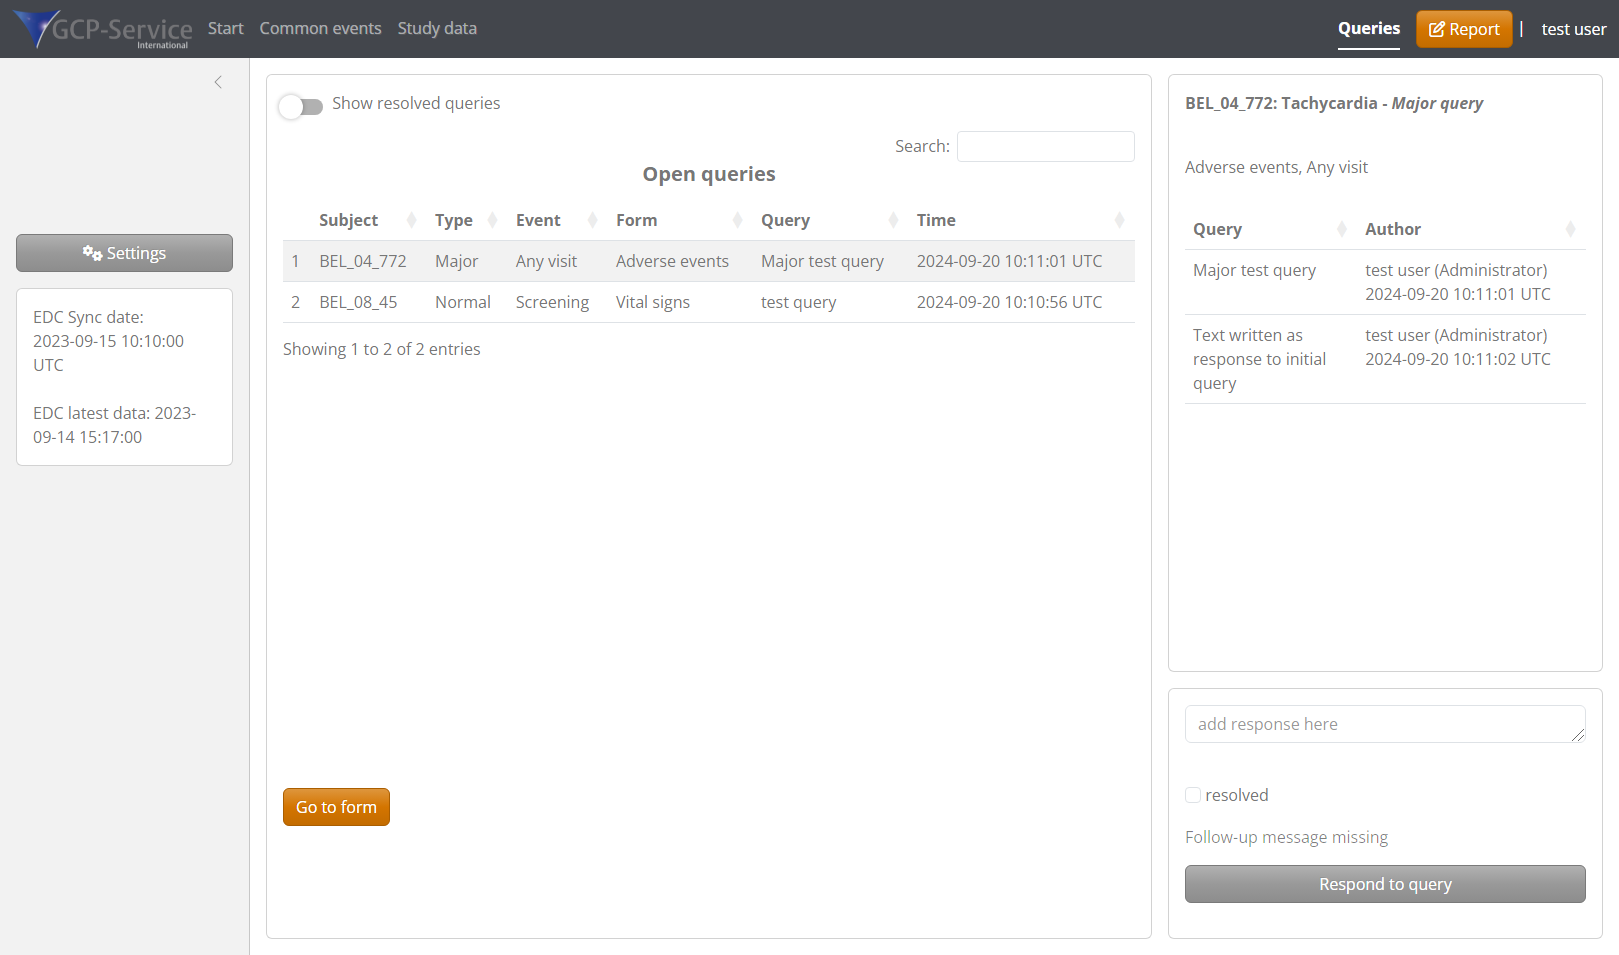 GCP-Service
International
Start Common events Study data
Queries Report | test user
Settings
EDC Sync date:
2023-09-15 10:10:00
UTC
EDC latest data: 2023-
09-14 15:17:00
Show resolved queries
Search:
Open queries
Subject Type Event Form Query Time
1 BEL_04_772 Major Any visit Adverse events Major test query 2024-09-20 10:11:01 UTC
2 BEL_08_45 Normal Screening Vital signs test query 2024-09-20 10:10:56 UTC
Showing 1 to 2 of 2 entries
Go to form
BEL_04_772: Tachycardia - Major query
Adverse events, Any visit
Query Author
Major test query test user (Administrator)
2024-09-20 10:11:01 UTC
Text written as test user (Administrator)
response to initial 2024-09-20 10:11:02 UTC
query
add response here
resolved
Follow-up message missing
Respond to query